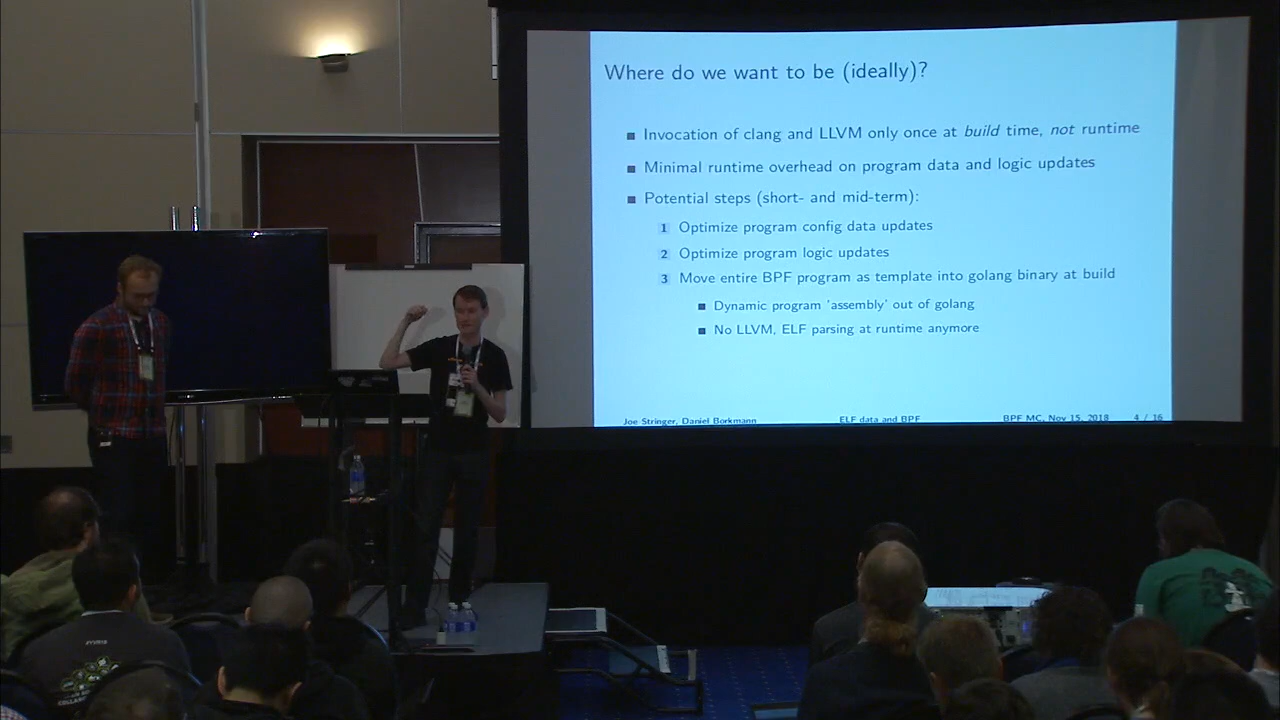 Where do we want to be (ideally)?
Invocation of clang and LLVM only once at build time, not runtime
Minimal runtime overhead on program data and logic updates
Potential steps (short- and mid-term):
1 Optimize program config data updates
2 Optimize program logic updates
3 Move entire BPF program as template into golang binary at build
Dynamic program 'assembly' out of golang
No LLVM, ELF parsing at runtime anymore
Joe Stringer, Daniel Borkmann
ELF data and BPF
BPF MC, Nov 15, 2018
4 / 16